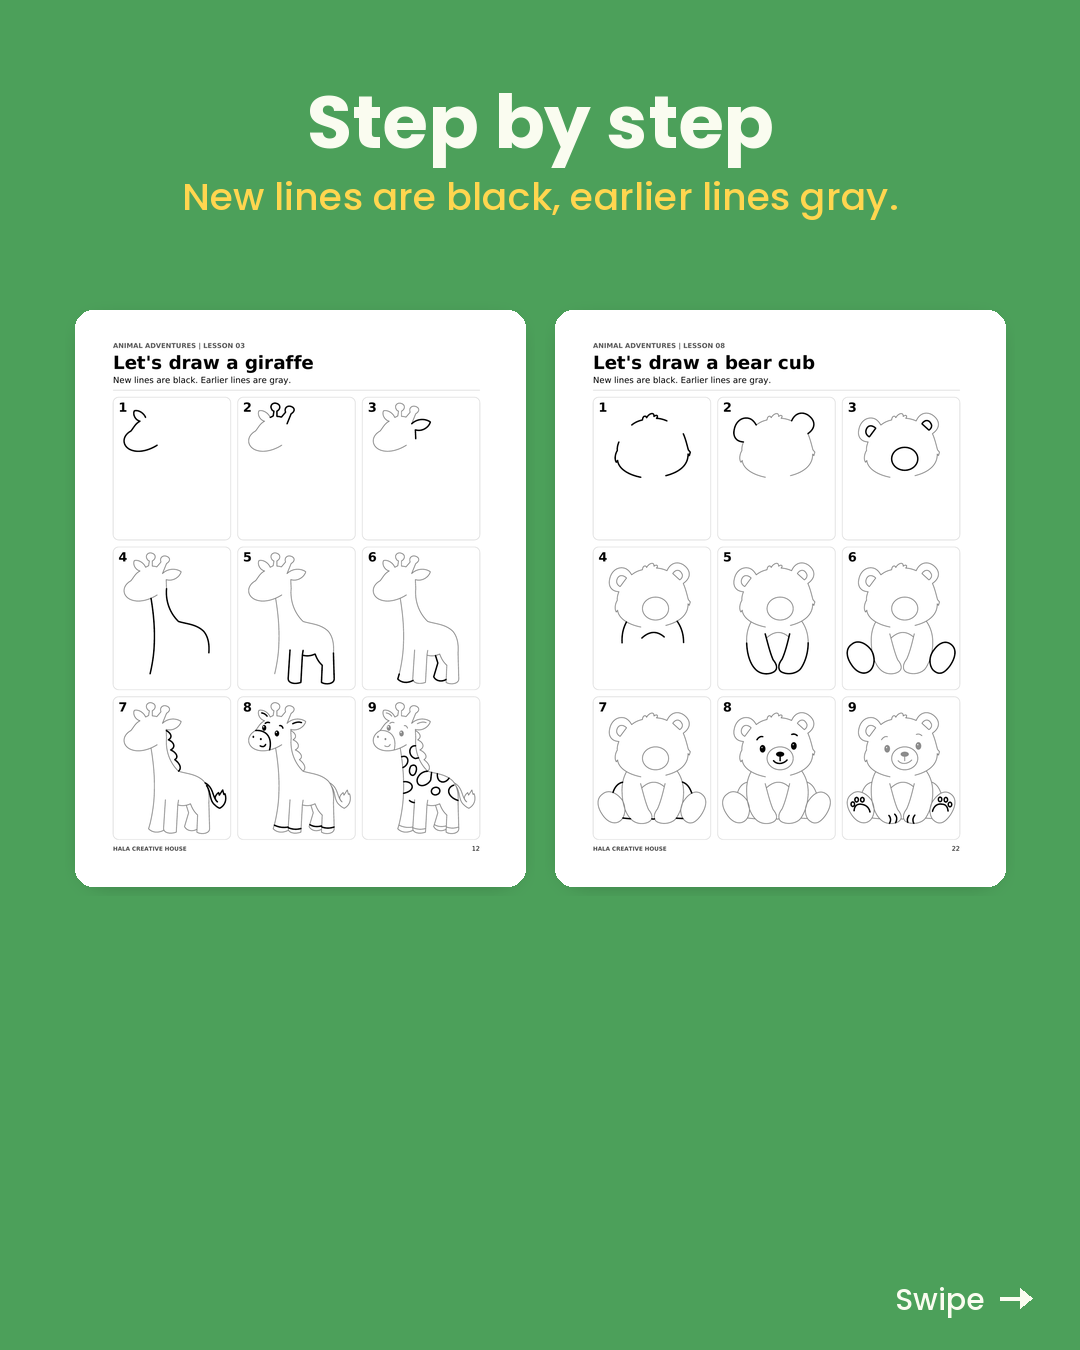 Step by step
New lines are black, earlier lines gray.
ANIMAL ADVENTURES | LESSON 03
Let's draw a giraffe
New lines are black. Earlier lines are gray.
1
2
3
4
5
6
7
8
9
HALA CREATIVE HOUSE
12
ANIMAL ADVENTURES | LESSON 08
Let's draw a bear cub
New lines are black. Earlier lines are gray.
1
2
3
4
5
6
7
8
9
HALA CREATIVE HOUSE
22
Swipe